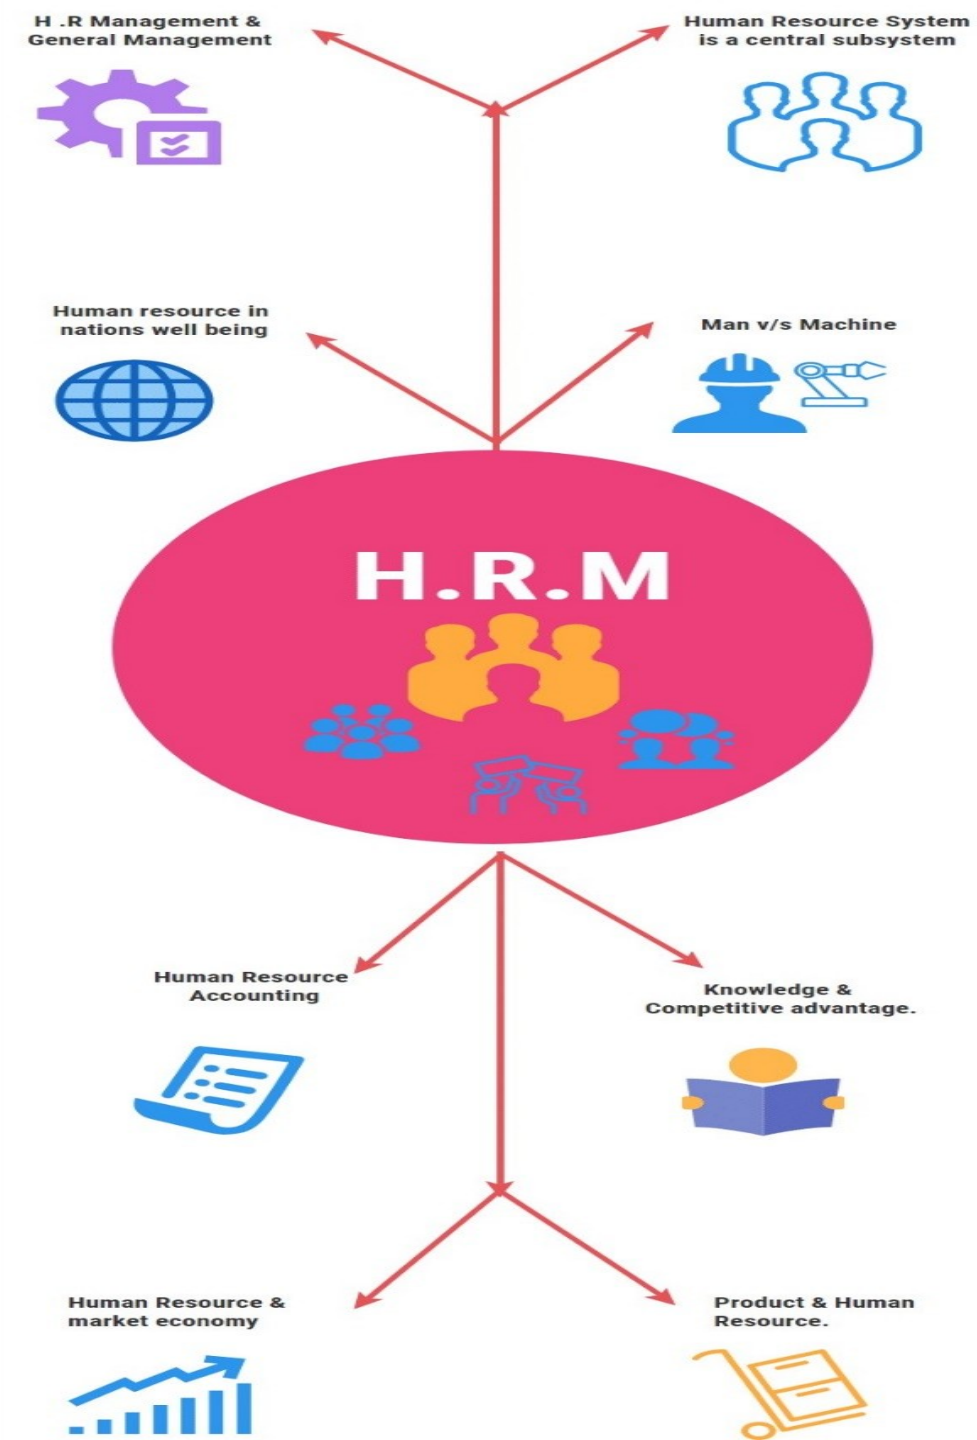 H .R Management &
General Management
Human Resource System
is a central subsystem
Human resource in
nations well being
Man v/s Machine
H.R.M
Human Resource
Accounting
Knowledge &
Competitive advantage.
Human Resource &
market economy
Product & Human
Resource.